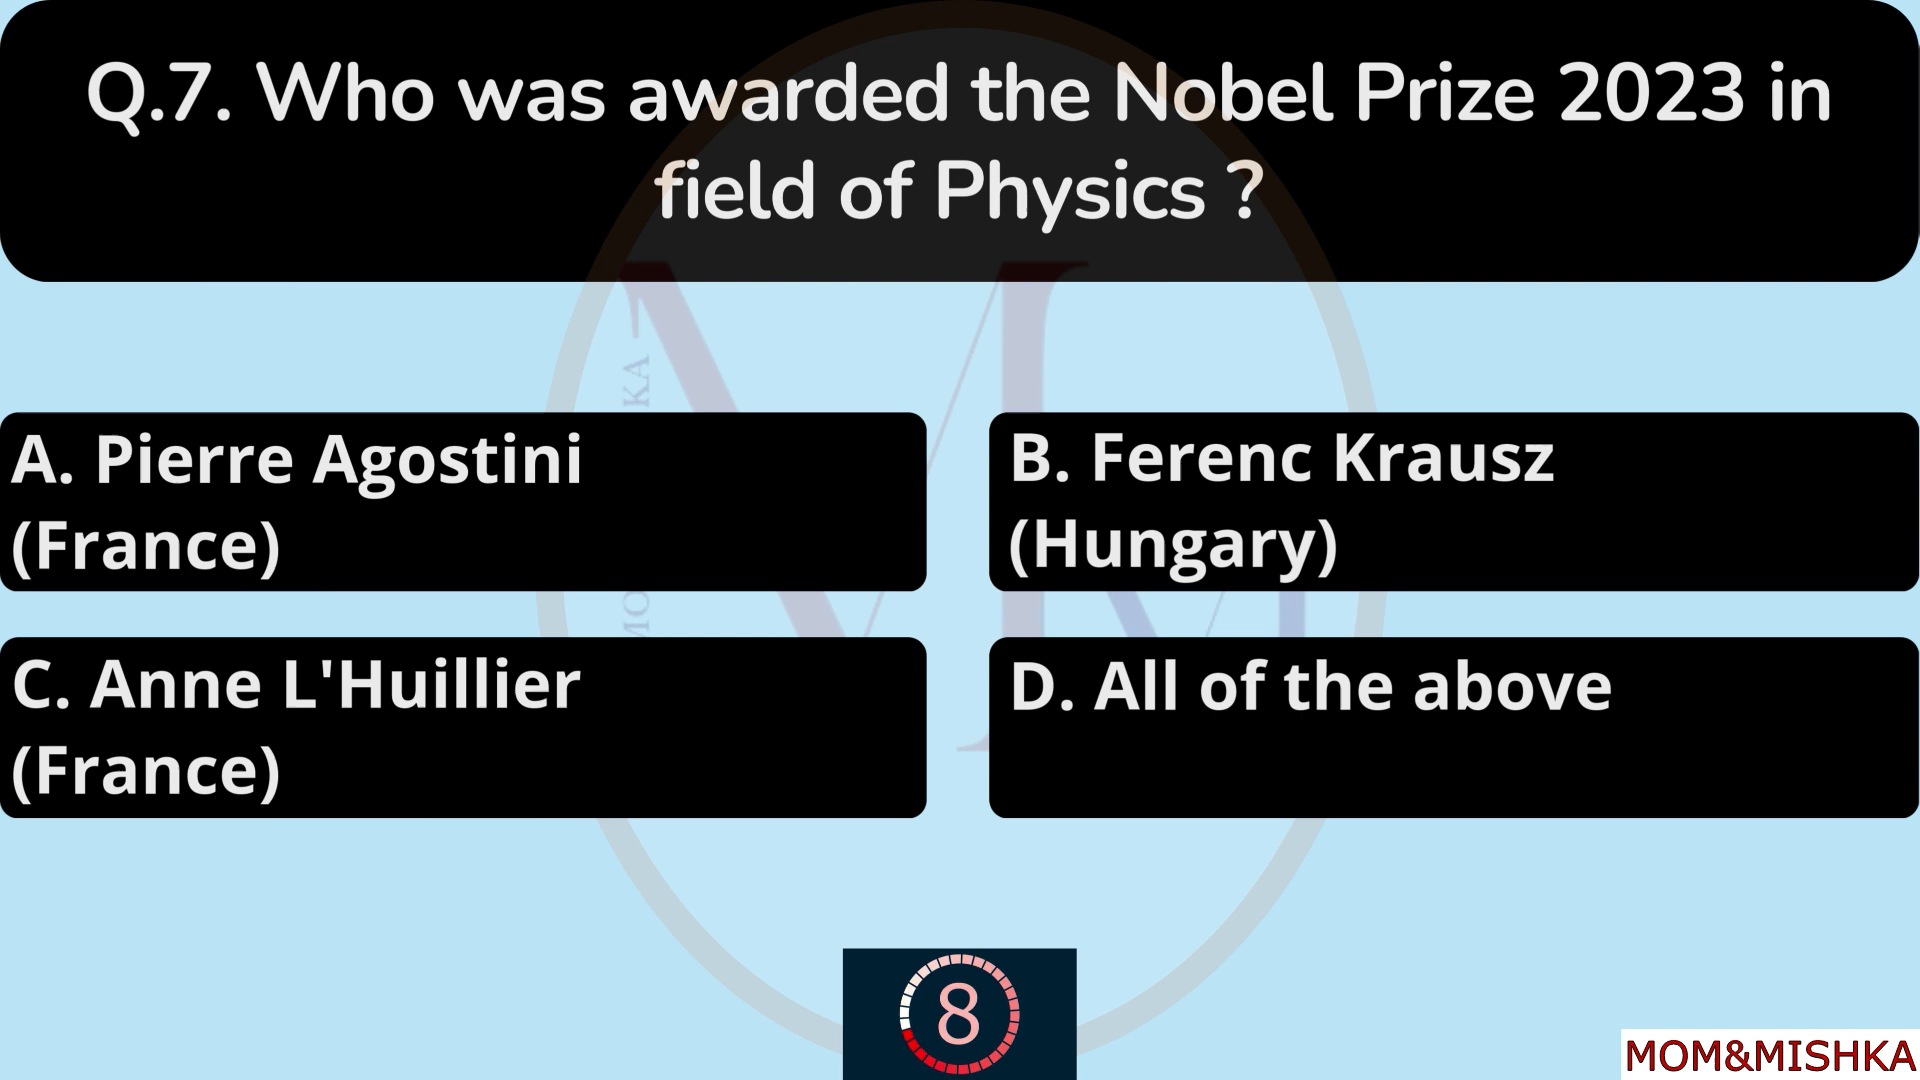 Q.7. Who was awarded the Nobel Prize 2023 in
field of Physics ?
A. Pierre Agostini
(France)
B. Ferenc Krausz
(Hungary)
C. Anne L'Huillier
(France)
D. All of the above
8
MOM&MISHKA